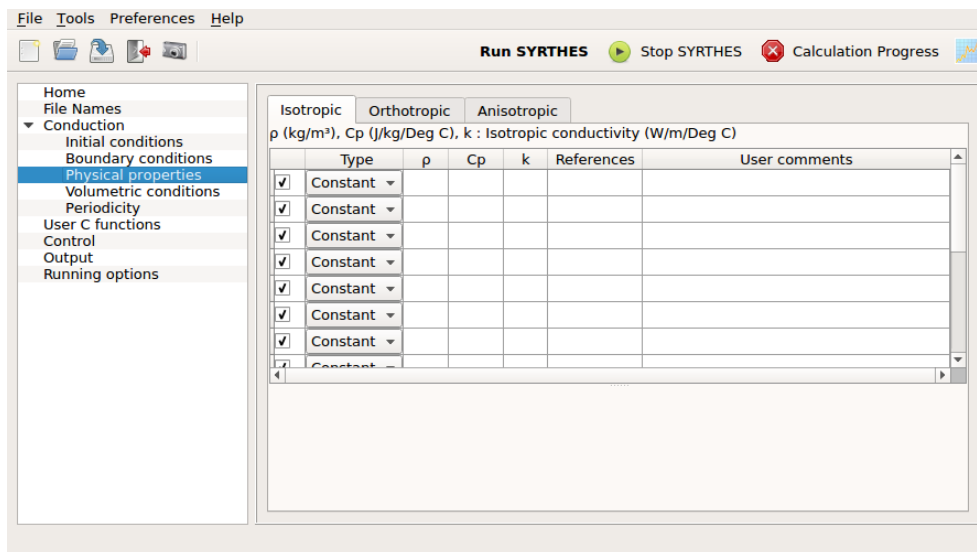 File Tools Preferences Help
Run SYRTHES Stop SYRTHES Calculation Progress
Home
File Names
Conduction
Initial conditions
Boundary conditions
Physical properties
Volumetric conditions
Periodicity
User C functions
Control
Output
Running options
Isotropic Orthotropic Anisotropic
ρ (kg/m³), Cp (J/kg/Deg C), k : Isotropic conductivity (W/m/Deg C)
Type ρ Cp k References User comments
Constant
Constant
Constant
Constant
Constant
Constant
Constant
Constant